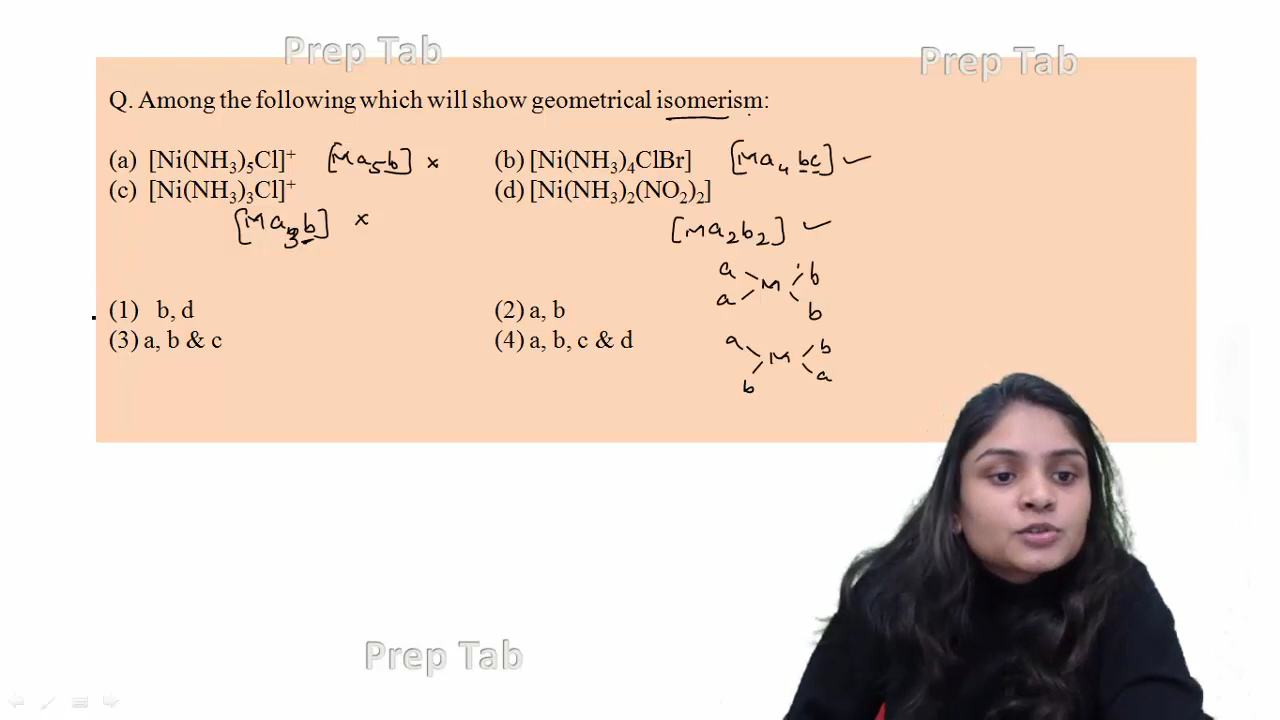 Prep Tab
Prep Tab
Q. Among the following which will show geometrical isomerism:
(a) [Ni(NH₃)₅Cl]⁺ [Ma₅b] ×
(b) [Ni(NH₃)₄ClBr] [Ma₄bc] ✓
(c) [Ni(NH₃)₃Cl]⁺
(d) [Ni(NH₃)₂(NO₂)₂]
[Ma₃b] ×
[Ma₂b₂] ✓
a b
M
a b
a b
M
b a
(1) b, d
(2) a, b
(3) a, b & c
(4) a, b, c & d
Prep Tab